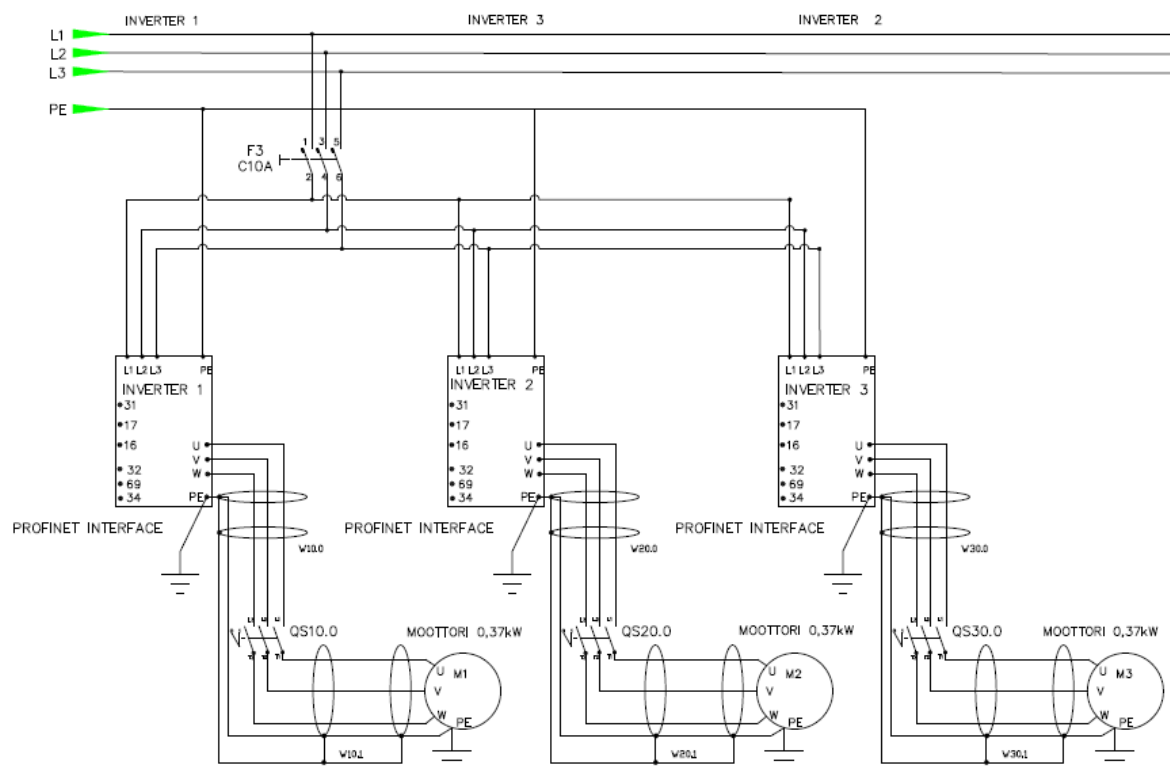 INVERTER 1 INVERTER 3 INVERTER 2
L1
L2
L3
PE
1 3 5
F3
C10A
2 4 6
L1 L2 L3 PE L1 L2 L3 PE L1 L2 L3 PE
INVERTER 1 INVERTER 2 INVERTER 3
31 31 31
17 17 17
16 U 16 U 16 U
V V V
32 W 32 W 32 W
69 69 69
34 PE 34 PE 34 PE
PROFINET INTERFACE PROFINET INTERFACE PROFINET INTERFACE
W10.0 W20.0 W30.0
QS10.0 MOOTTORI 0,37kW QS20.0 MOOTTORI 0,37kW QS30.0 MOOTTORI 0,37kW
U M1 U M2 U M3
V V V
W W W
PE PE PE
W10.1 W20.1 W30.1